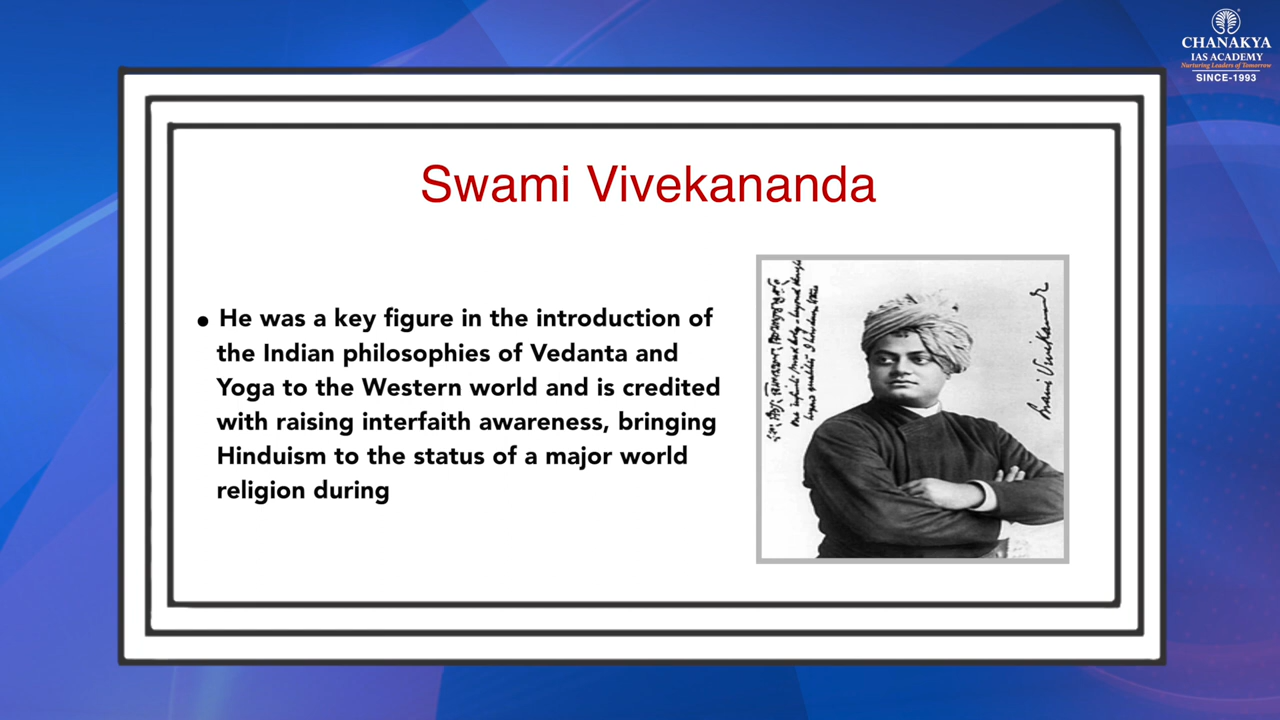 CHANAKYA
IAS ACADEMY
Nurturing Leaders of Tomorrow
SINCE-1993
Swami Vivekananda
• He was a key figure in the introduction of
the Indian philosophies of Vedanta and
Yoga to the Western world and is credited
with raising interfaith awareness, bringing
Hinduism to the status of a major world
religion during
Swami Vivekananda